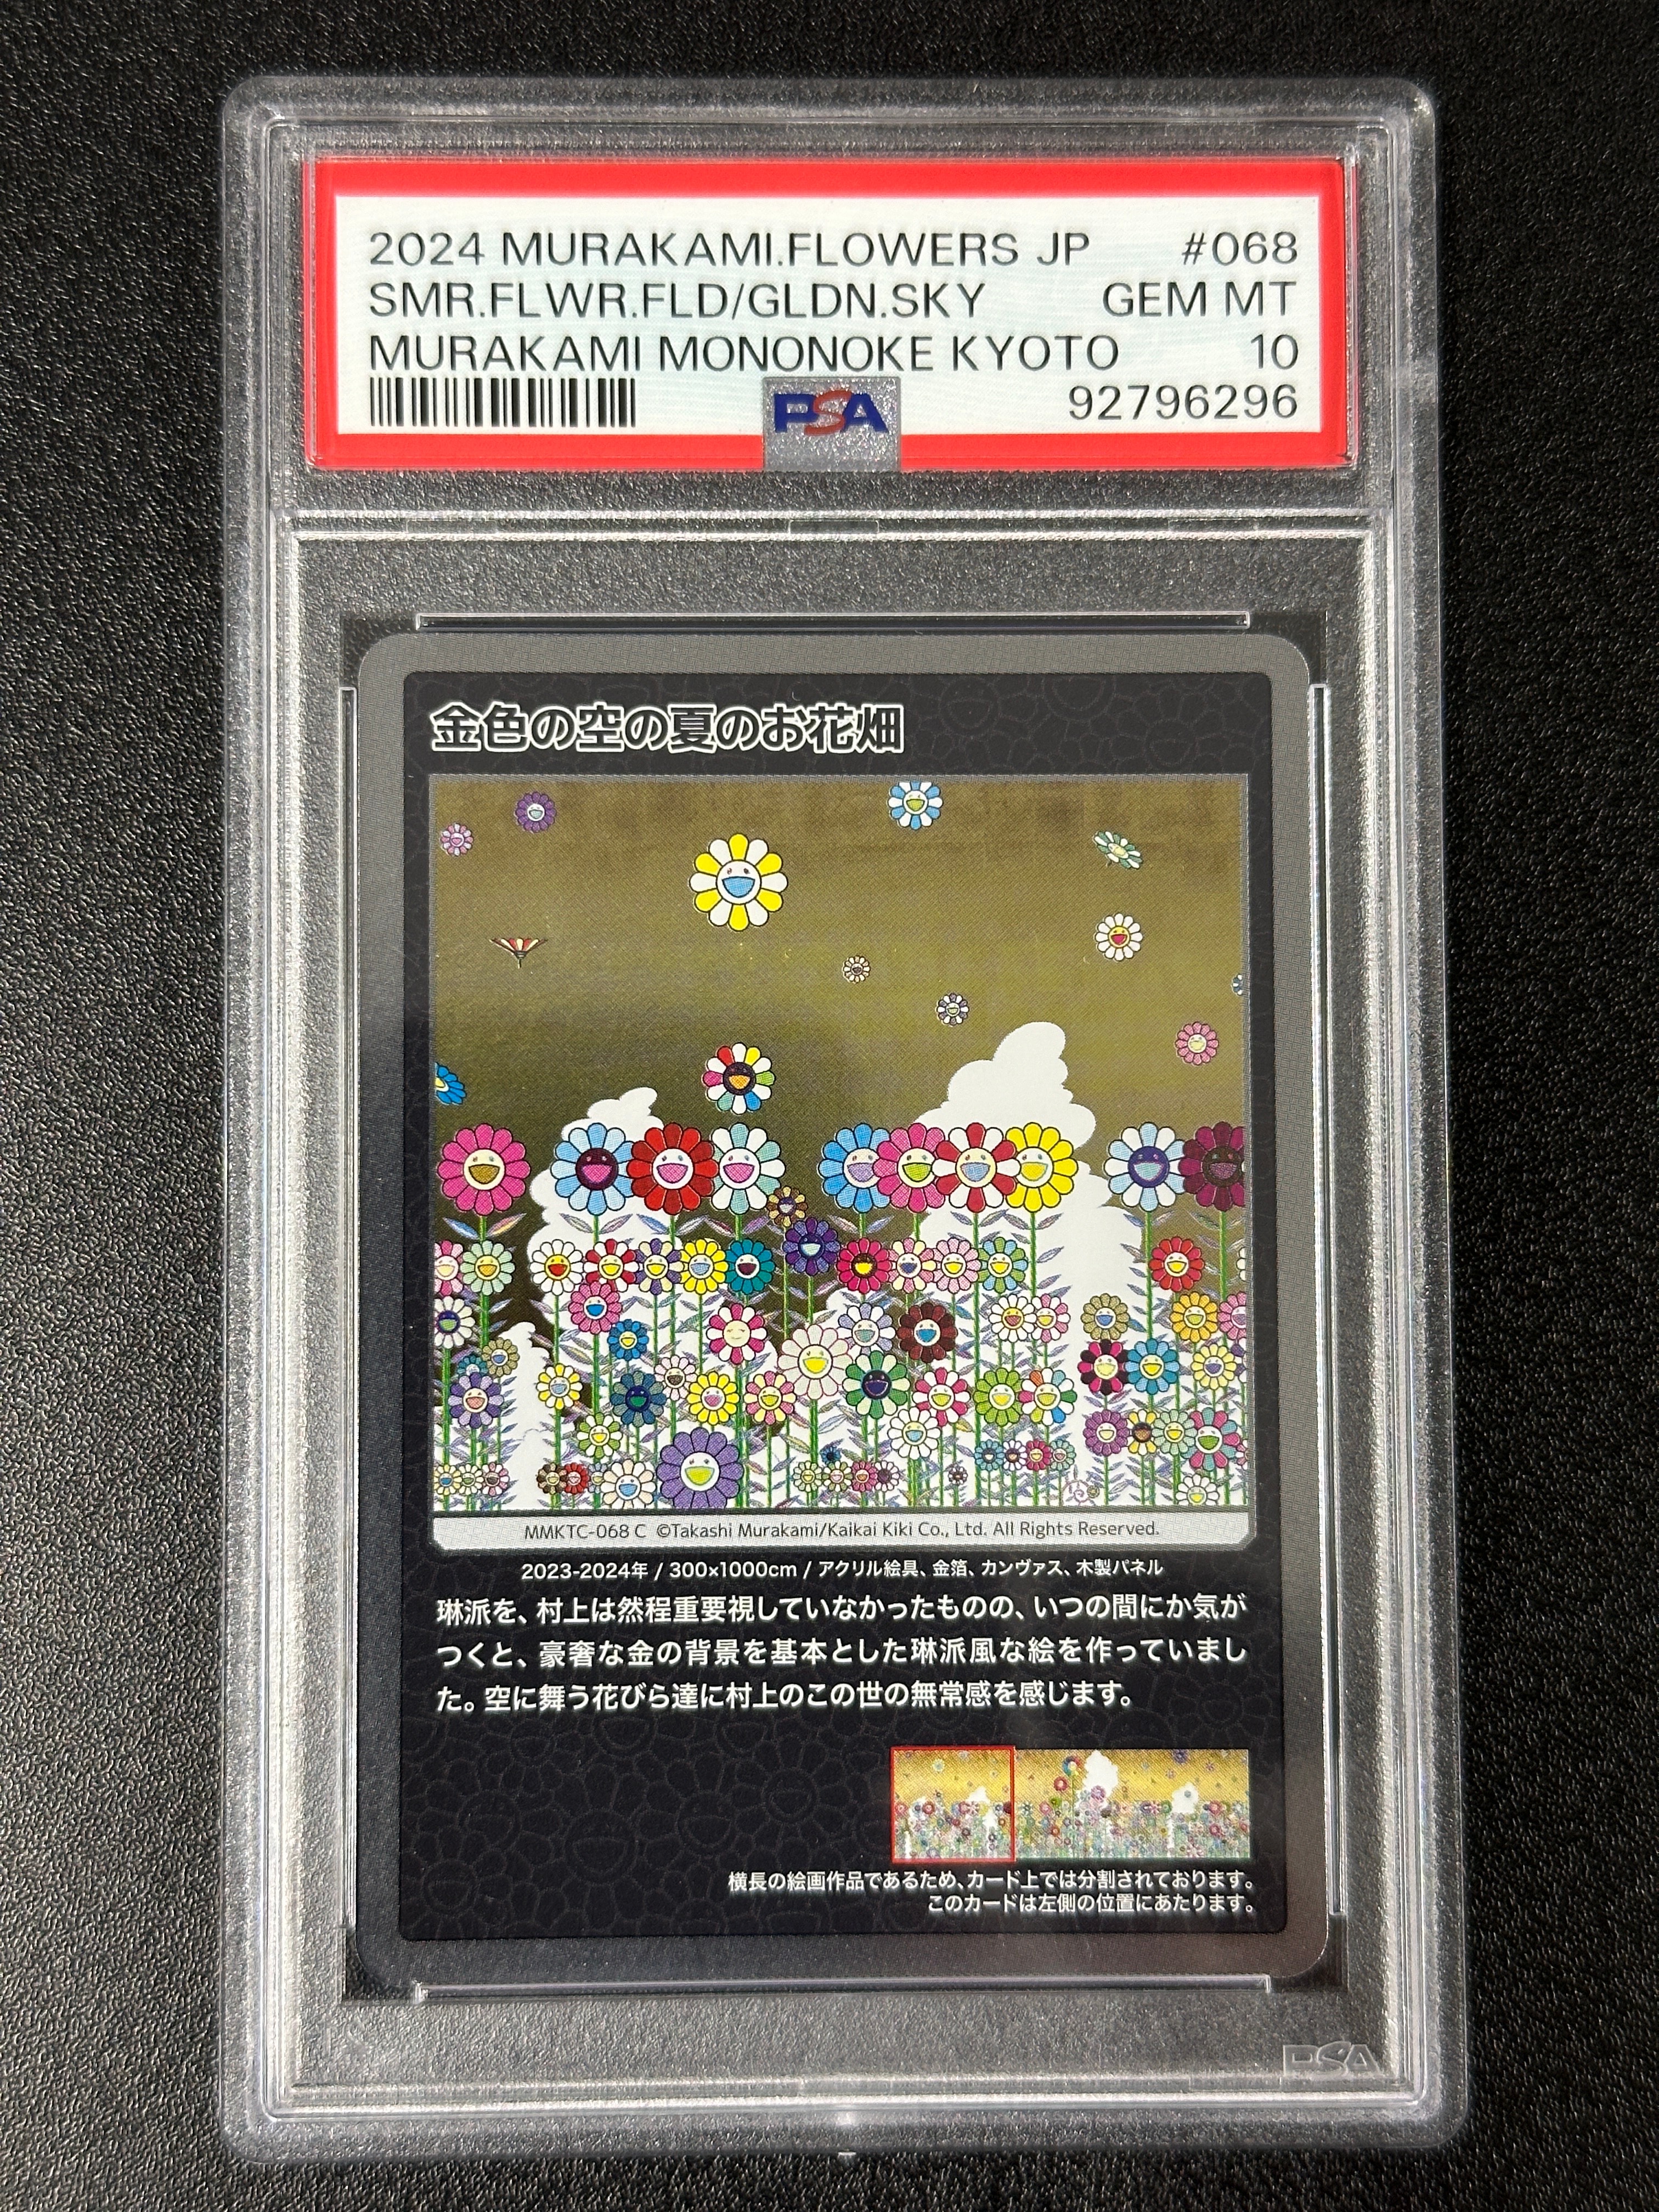 2024 MURAKAMI.FLOWERS JP #068
SMR.FLWR.FLD/GLDN.SKY GEM MT
MURAKAMI MONONOKE KYOTO 10
PSA 92796296
金色の空の夏のお花畑
MMKTC-068 C ©Takashi Murakami/Kaikai Kiki Co., Ltd. All Rights Reserved.
2023-2024年 / 300×1000cm / アクリル絵具、金箔、カンヴァス、木製パネル
琳派を、村上は然程重要視していなかったものの、いつの間にか気が
つくと、豪奢な金の背景を基本とした琳派風な絵を作っていまし
た。空に舞う花びら達に村上のこの世の無常感を感じます。
横長の絵画作品であるため、カード上では分割されております。
このカードは左側の位置にあたります。
PSA